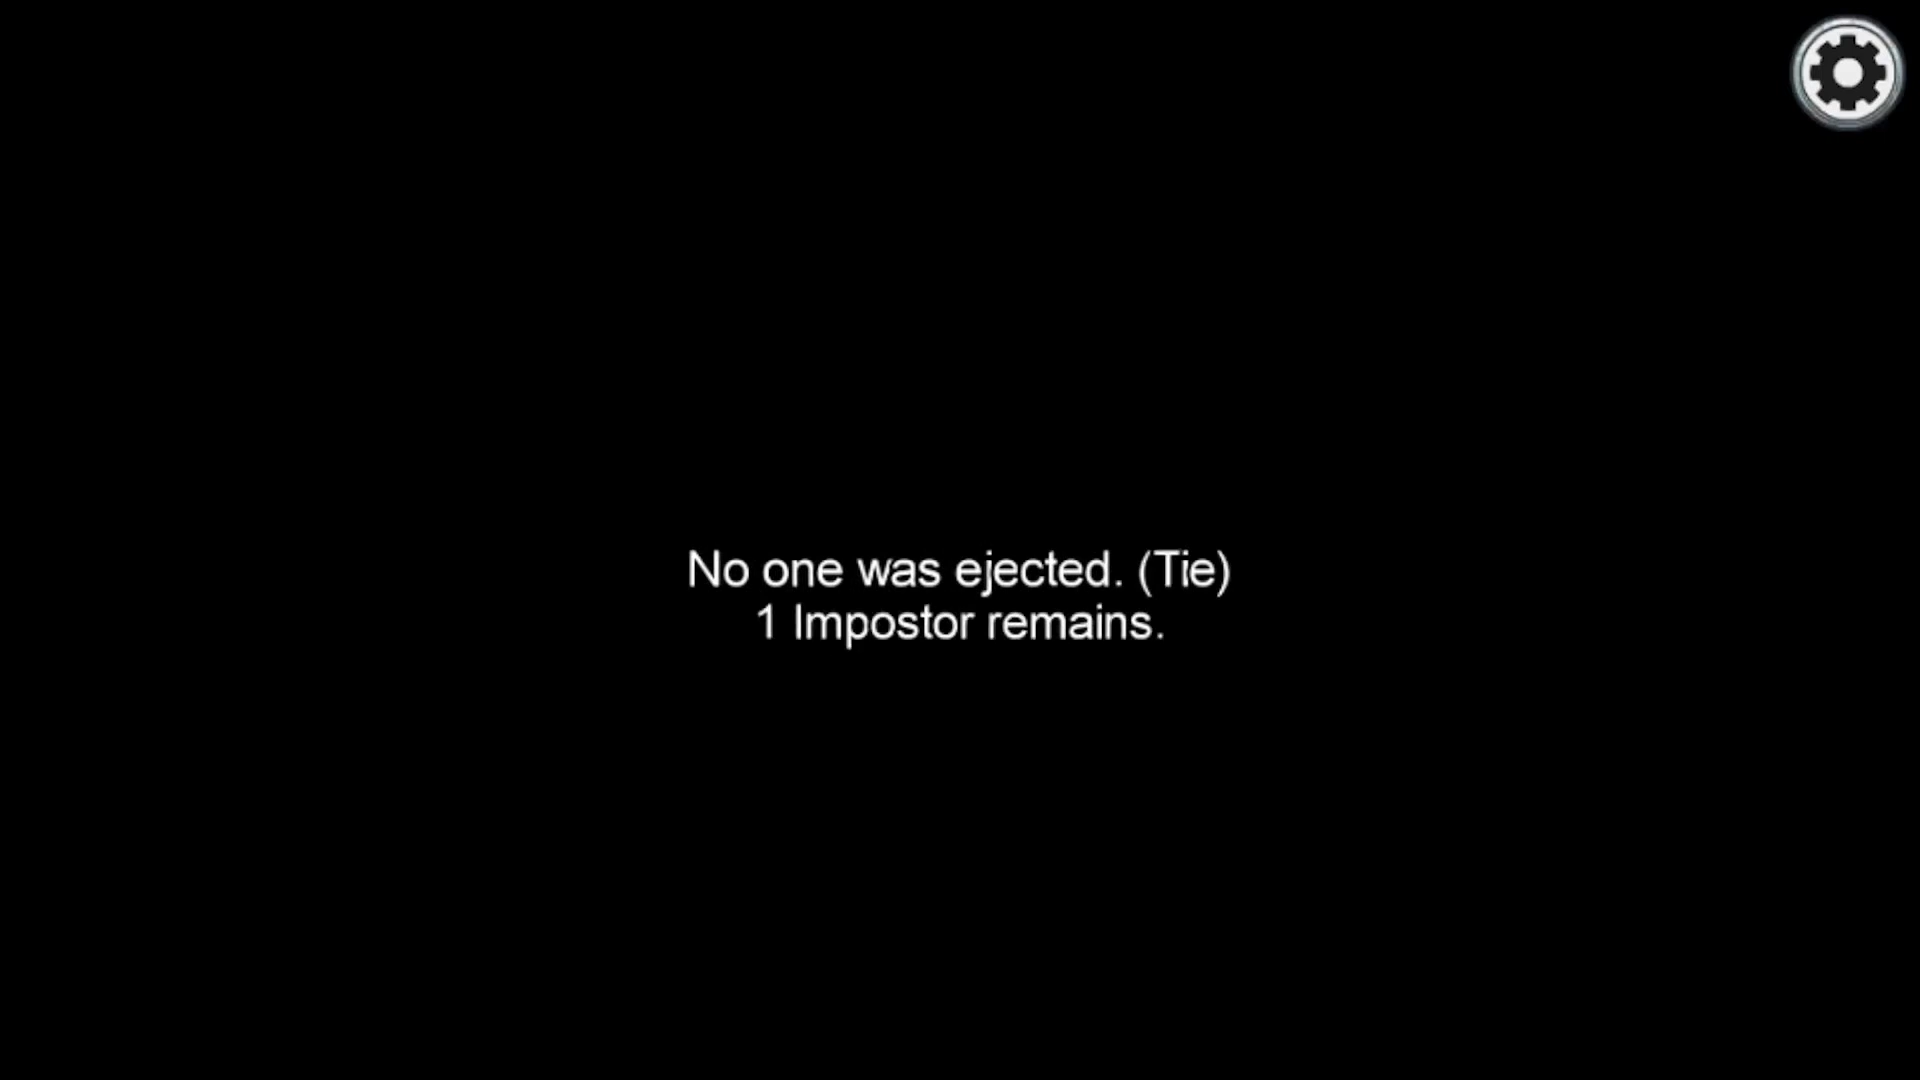 No one was ejected. (Tie)
1 Impostor remains.